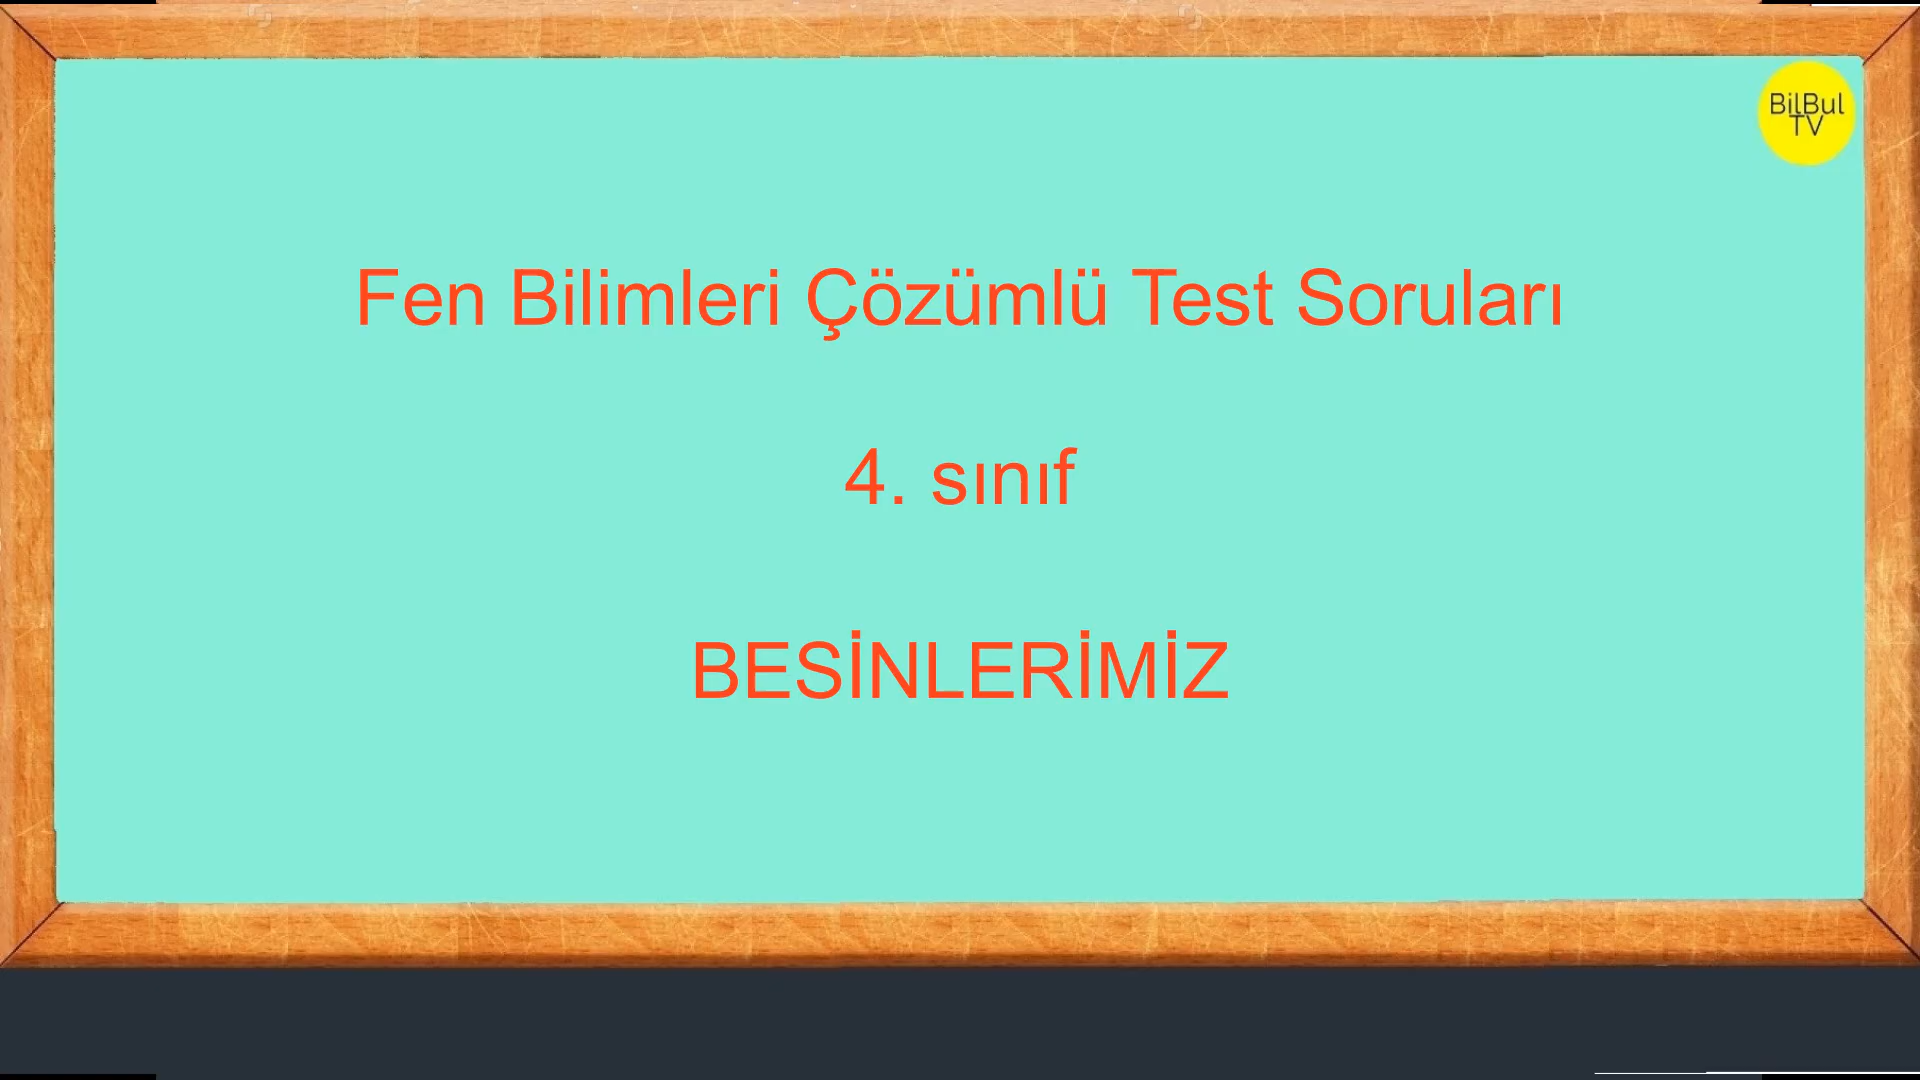 BilBul
TV
Fen Bilimleri Çözümlü Test Soruları
4. sınıf
BESİNLERİMİZ